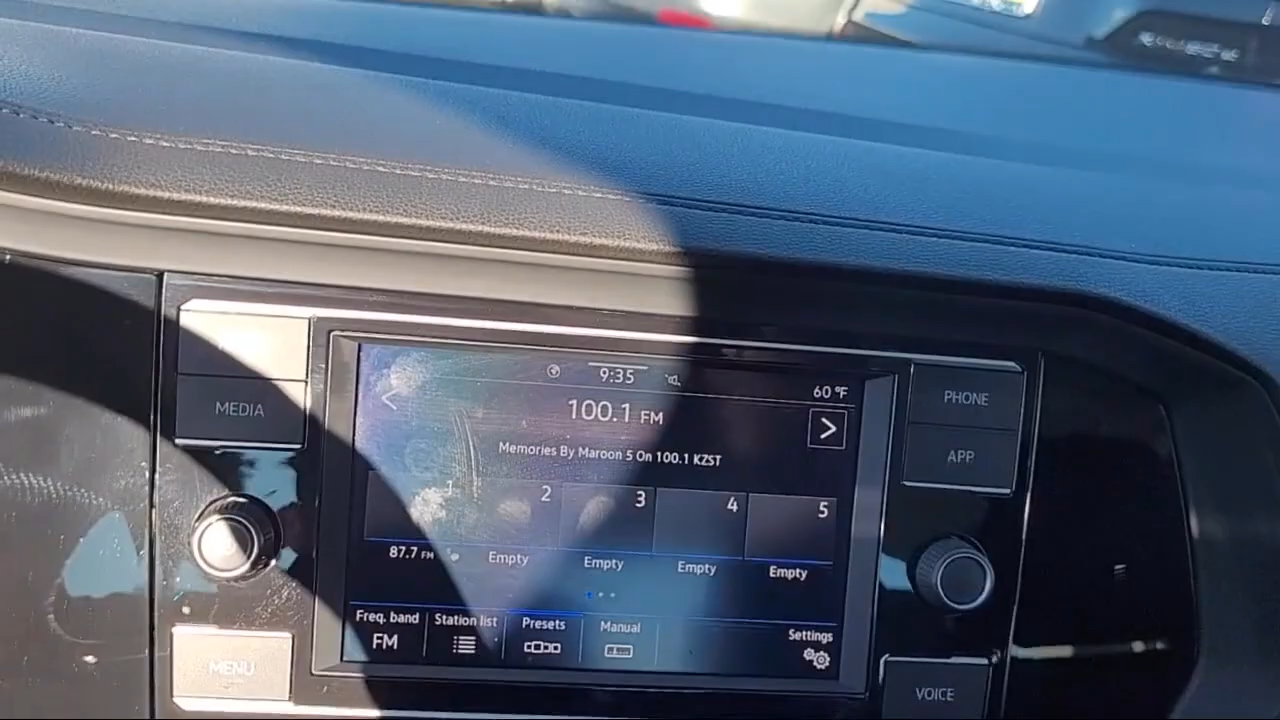 9:35
60 °F
100.1 FM
Memories By Maroon 5 On 100.1 KZST
1 2 3 4 5
87.7 FM Empty Empty Empty Empty
Freq. band Station list Presets Manual Settings
FM
MEDIA
MENU
PHONE
APP
VOICE